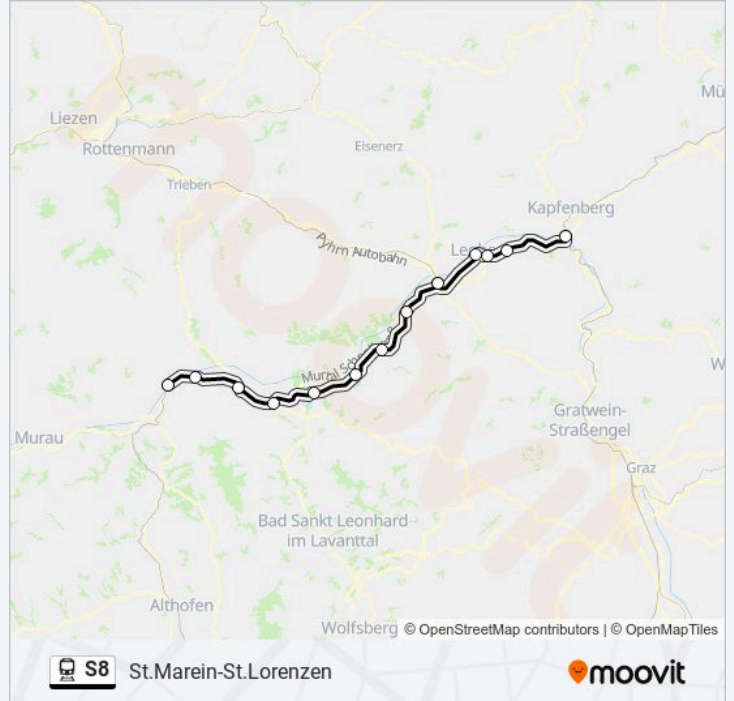 Liezen
Mü
Rottenmann
Eisenerz
Trieben
Kapfenberg
Pyhrn Autobahn
Gratwein-
Straßengel
W
Murau
Graz
Bad Sankt Leonhard
im Lavanttal
Althofen
Wolfsberg
© OpenStreetMap contributors | © OpenMapTiles
S8 St.Marein-St.Lorenzen
moovit